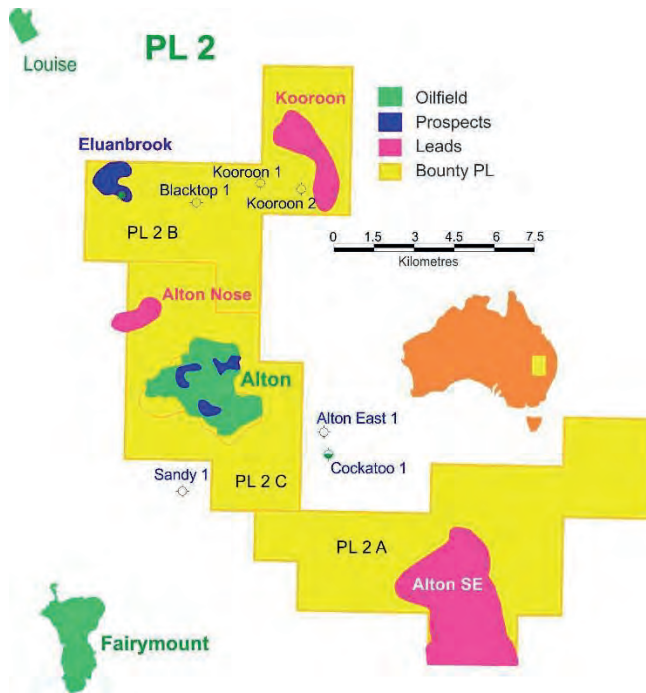 PL 2
Louise
Kooroon
Oilfield
Prospects
Leads
Bounty PL
Eluanbrook
Kooroon 1
Blacktop 1
Kooroon 2
PL 2 B
0 1.5 3 4.5 6 7.5
Kilometres
Alton Nose
Alton
Alton East 1
Cockatoo 1
Sandy 1
PL 2 C
PL 2 A
Alton SE
Fairymount